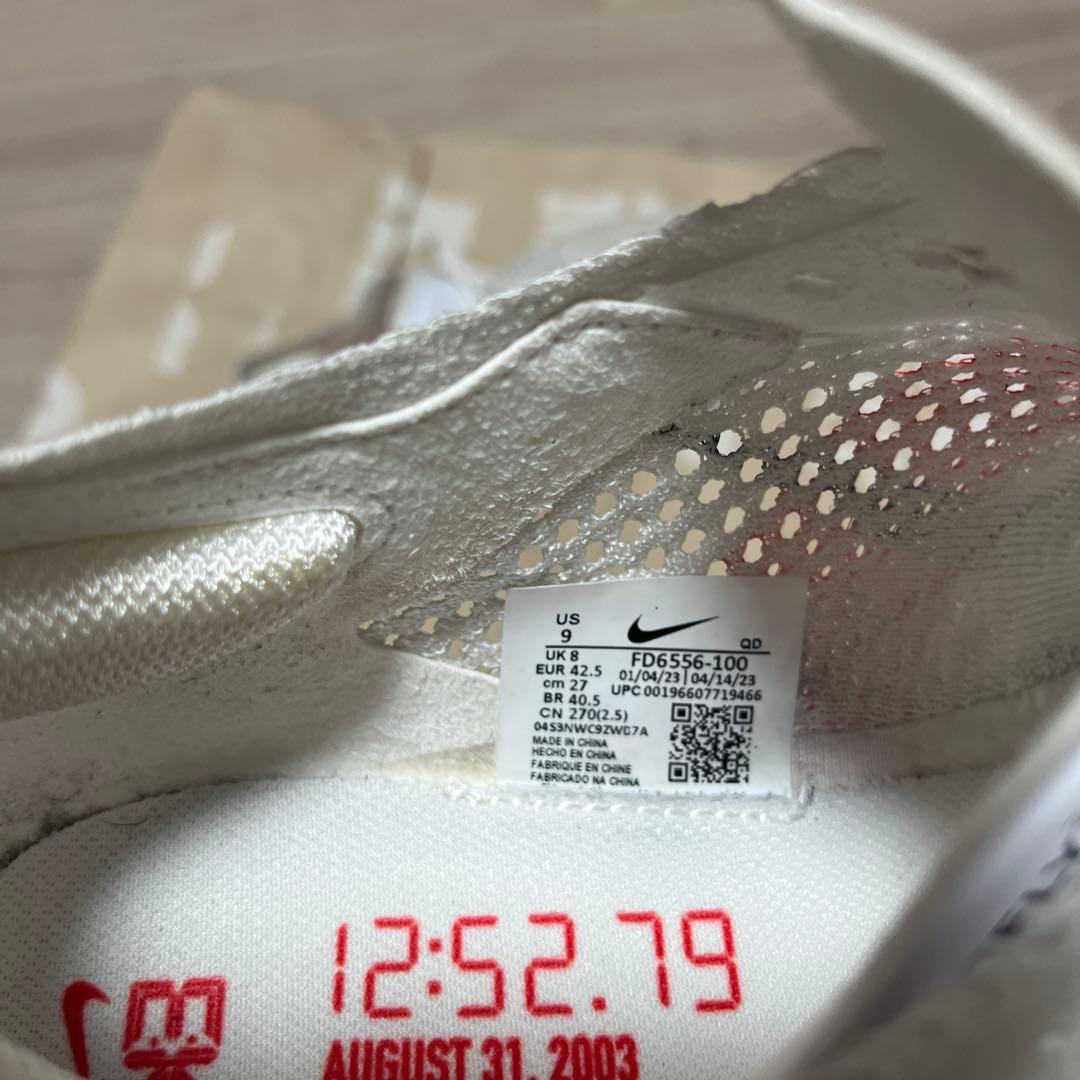 US
9
QD
UK 8
FD6556-100
EUR 42.5
01/04/23 | 04/14/23
cm 27
UPC 00196607719466
BR 40.5
CN 270(2.5)
MADE IN CHINA
HECHO EN CHINA
FABRIQUE EN CHINE
FABRICADO NA CHINA
12:52.79
AUGUST 31, 2003